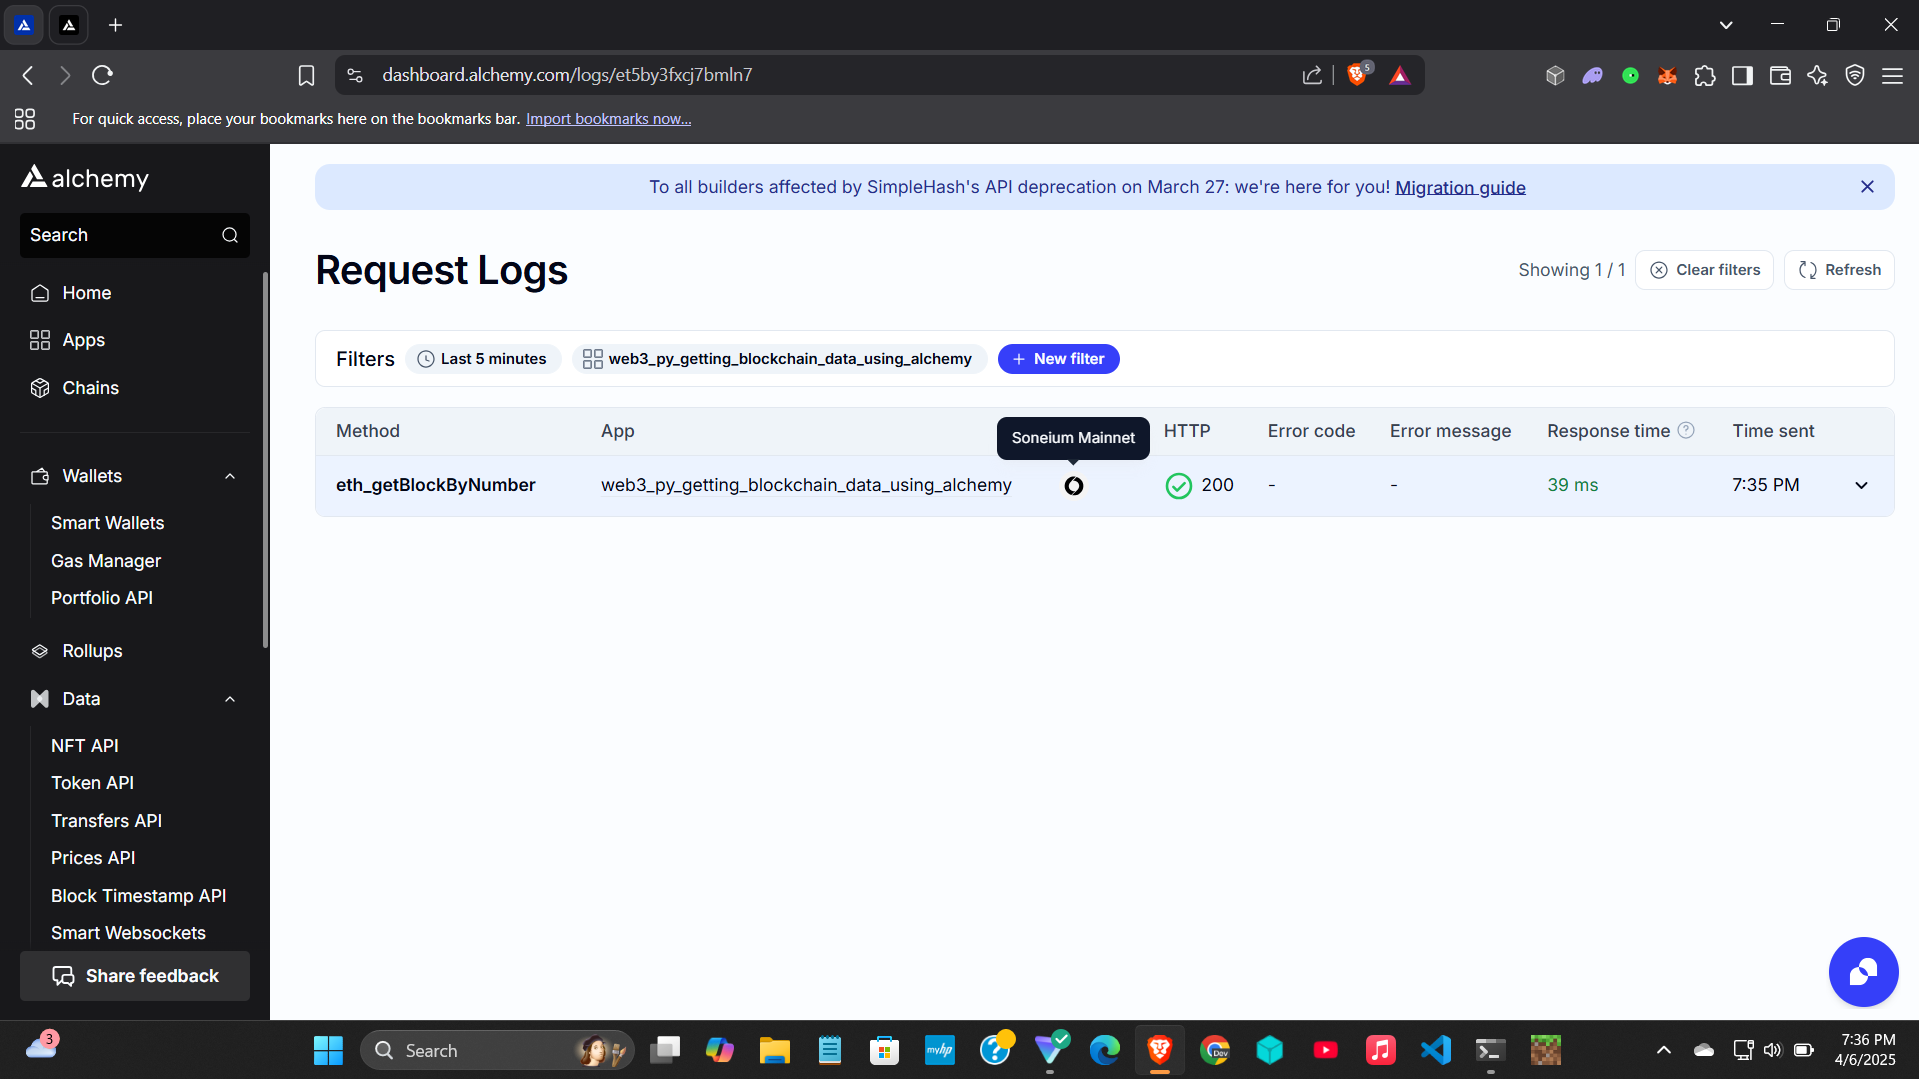 dashboard.alchemy.com/logs/et5by3fxcj7bmln7
5
For quick access, place your bookmarks here on the bookmarks bar. Import bookmarks now...
alchemy
Search
Home
Apps
Chains
Wallets
Smart Wallets
Gas Manager
Portfolio API
Rollups
Data
NFT API
Token API
Transfers API
Prices API
Block Timestamp API
Smart Websockets
Share feedback
To all builders affected by SimpleHash's API deprecation on March 27: we're here for you! Migration guide
Request Logs
Showing 1 / 1
Clear filters
Refresh
Filters
Last 5 minutes
web3_py_getting_blockchain_data_using_alchemy
+ New filter
Method App HTTP Error code Error message Response time ? Time sent
Soneium Mainnet
eth_getBlockByNumber web3_py_getting_blockchain_data_using_alchemy 200 - - 39 ms 7:35 PM
3
Search
myhp
?
Dev
7:36 PM
4/6/2025